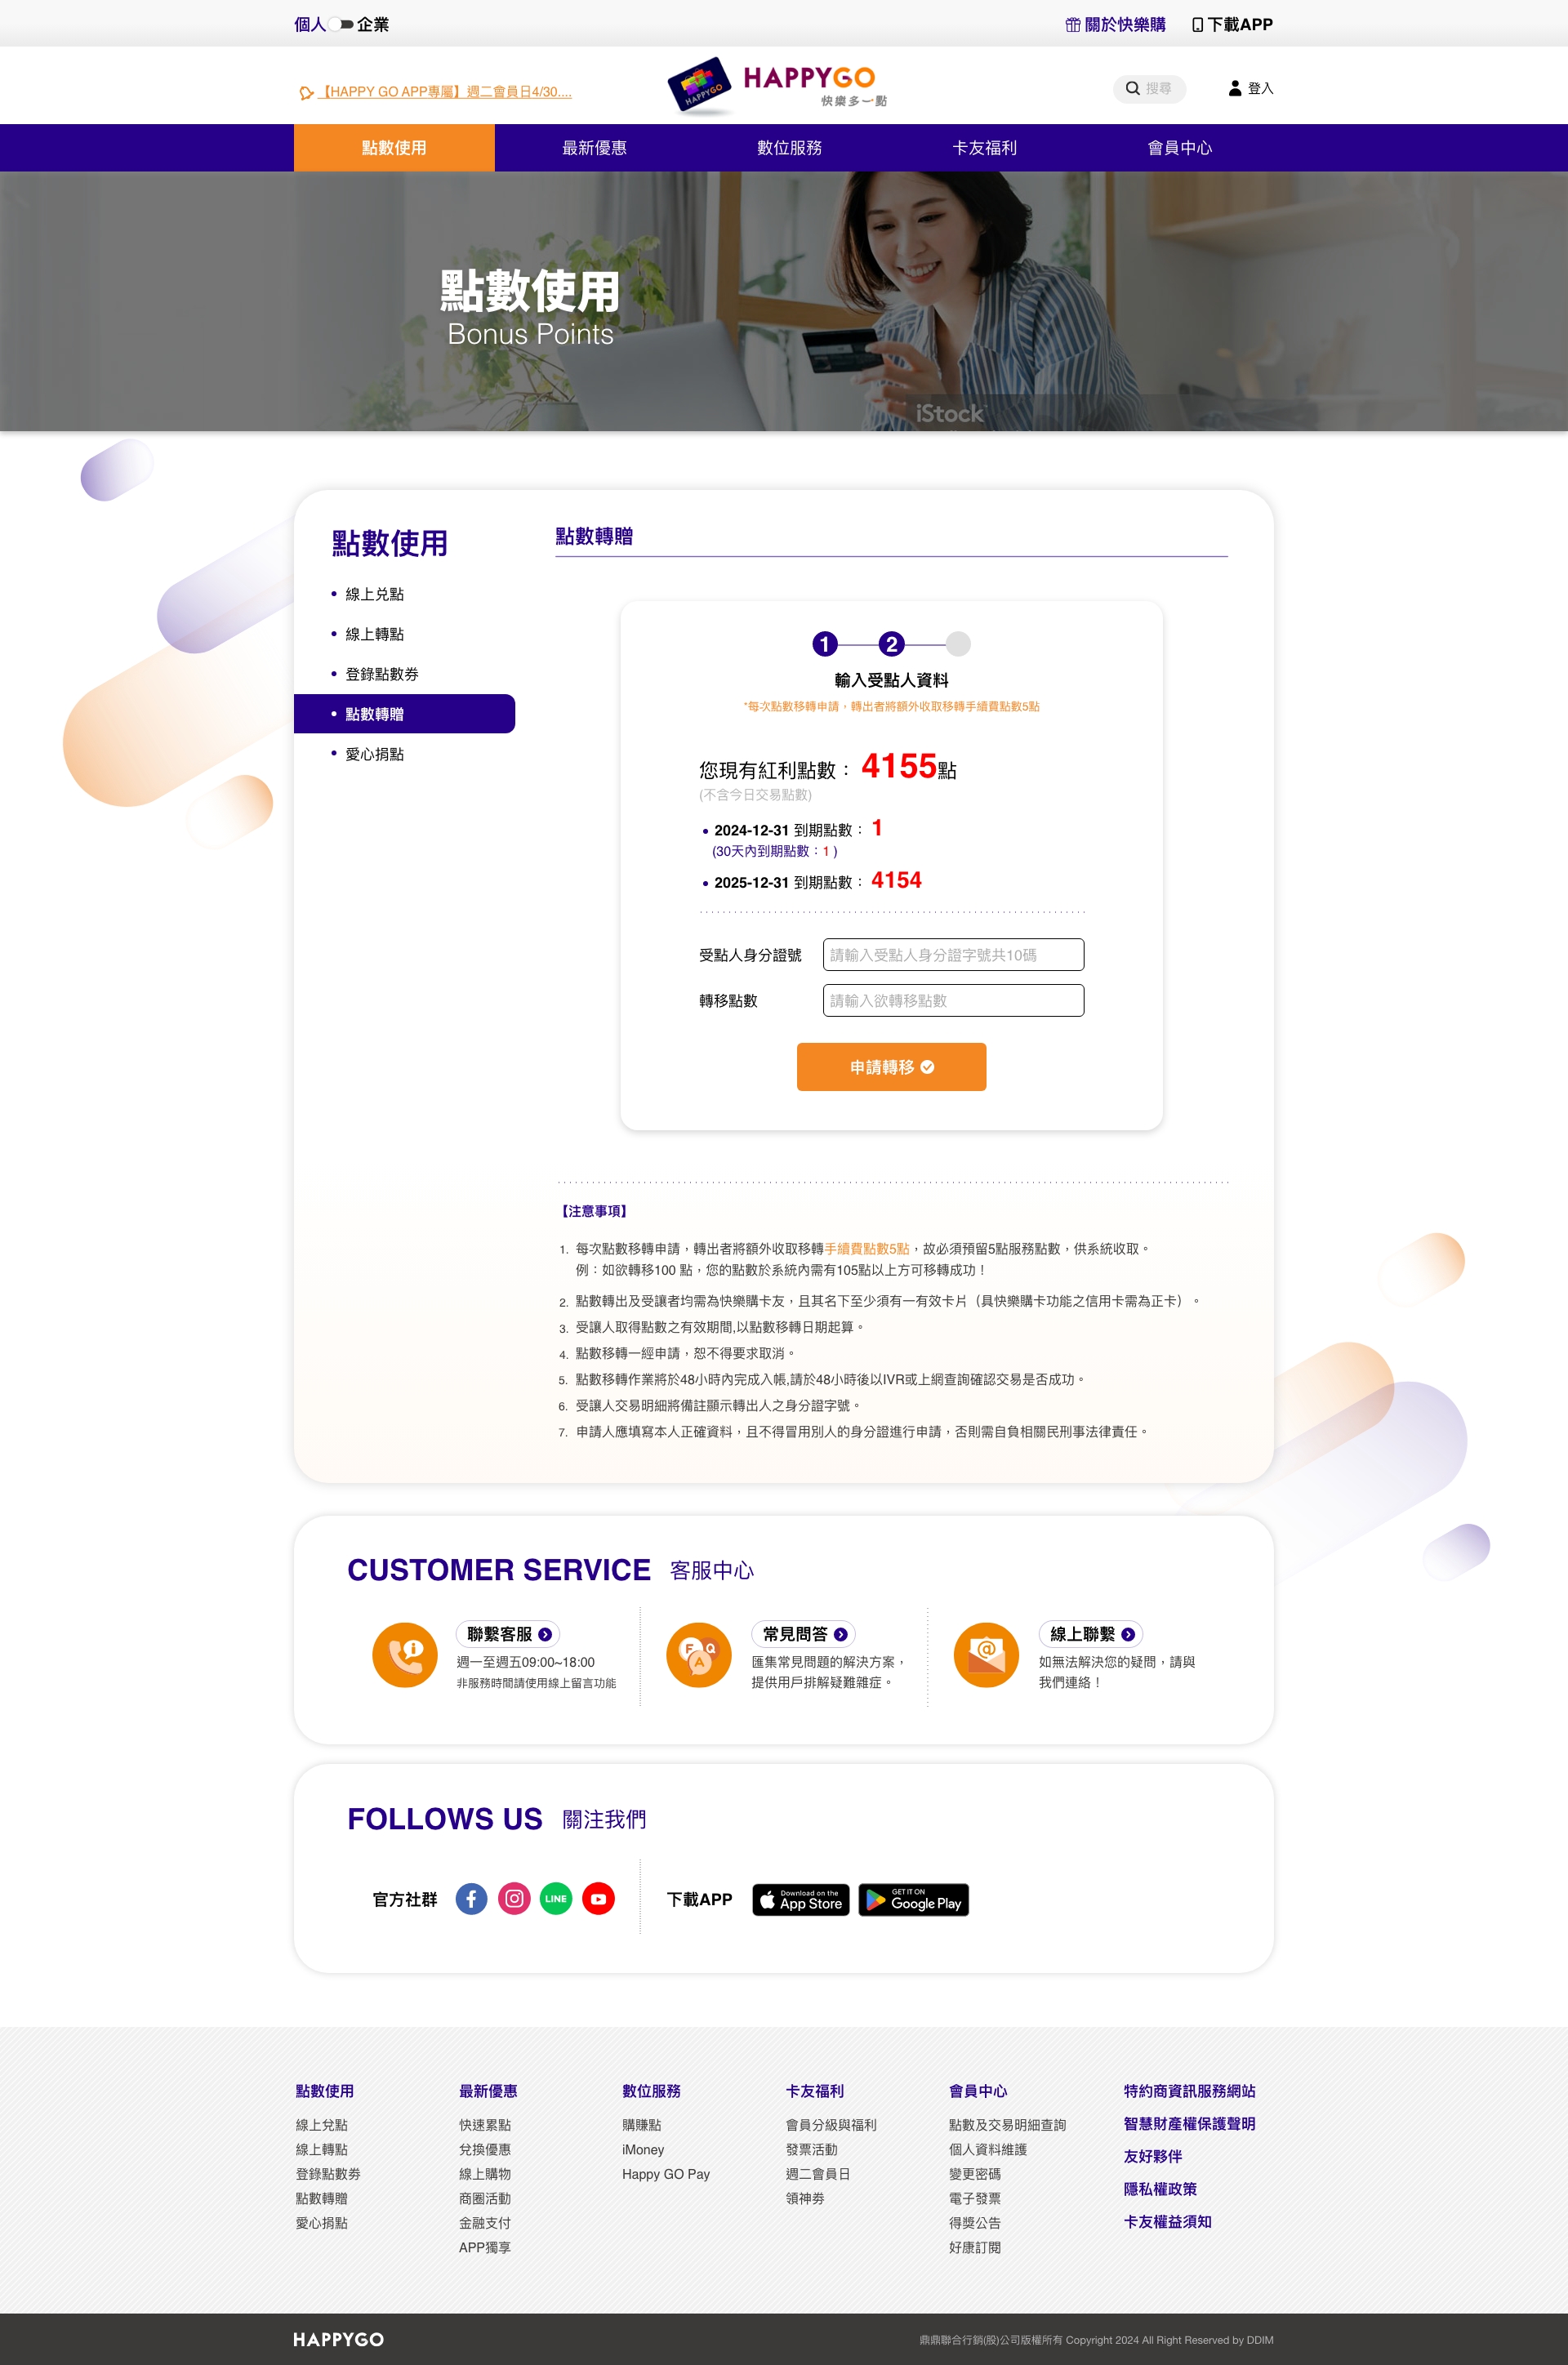 個人 企業
關於快樂購
下載APP
【HAPPY GO APP專屬】週二會員日4/30....
HAPPYGO
HAPPYGO
快樂多一點
搜尋
登入
點數使用
最新優惠
數位服務
卡友福利
會員中心
點數使用
Bonus Points
iStock
點數使用
線上兌點
線上轉點
登錄點數券
點數轉贈
愛心捐點
點數轉贈
1 2
輸入受點人資料
*每次點數移轉申請，轉出者將額外收取移轉手續費點數5點
您現有紅利點數： 4155點
(不含今日交易點數)
2024-12-31 到期點數： 1
(30天內到期點數：1 )
2025-12-31 到期點數： 4154
受點人身分證號
請輸入受點人身分證字號共10碼
轉移點數
請輸入欲轉移點數
申請轉移
【注意事項】
1. 每次點數移轉申請，轉出者將額外收取移轉手續費點數5點，故必須預留5點服務點數，供系統收取。
例：如欲轉移100 點，您的點數於系統內需有105點以上方可移轉成功！
2. 點數轉出及受讓者均需為快樂購卡友，且其名下至少須有一有效卡片（具快樂購卡功能之信用卡需為正卡）。
3. 受讓人取得點數之有效期間,以點數移轉日期起算。
4. 點數移轉一經申請，恕不得要求取消。
5. 點數移轉作業將於48小時內完成入帳,請於48小時後以IVR或上網查詢確認交易是否成功。
6. 受讓人交易明細將備註顯示轉出人之身分證字號。
7. 申請人應填寫本人正確資料，且不得冒用別人的身分證進行申請，否則需自負相關民刑事法律責任。
CUSTOMER SERVICE 客服中心
聯繫客服
週一至週五09:00~18:00
非服務時間請使用線上留言功能
F Q A
常見問答
匯集常見問題的解決方案，
提供用戶排解疑難雜症。
@
線上聯繫
如無法解決您的疑問，請與
我們連絡！
FOLLOWS US 關注我們
官方社群
LINE
下載APP
Download on the
App Store
GET IT ON
Google Play
點數使用
線上兌點
線上轉點
登錄點數券
點數轉贈
愛心捐點
最新優惠
快速累點
兌換優惠
線上購物
商圈活動
金融支付
APP獨享
數位服務
購賺點
iMoney
Happy GO Pay
卡友福利
會員分級與福利
發票活動
週二會員日
領神券
會員中心
點數及交易明細查詢
個人資料維護
變更密碼
電子發票
得獎公告
好康訂閱
特約商資訊服務網站
智慧財產權保護聲明
友好夥伴
隱私權政策
卡友權益須知
HAPPYGO
鼎鼎聯合行銷(股)公司版權所有 Copyright 2024 All Right Reserved by DDIM